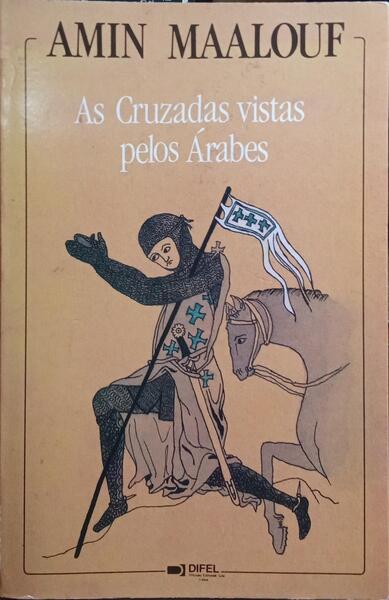 AMIN MAALOUF
As Cruzadas vistas
pelos Árabes
DIFEL